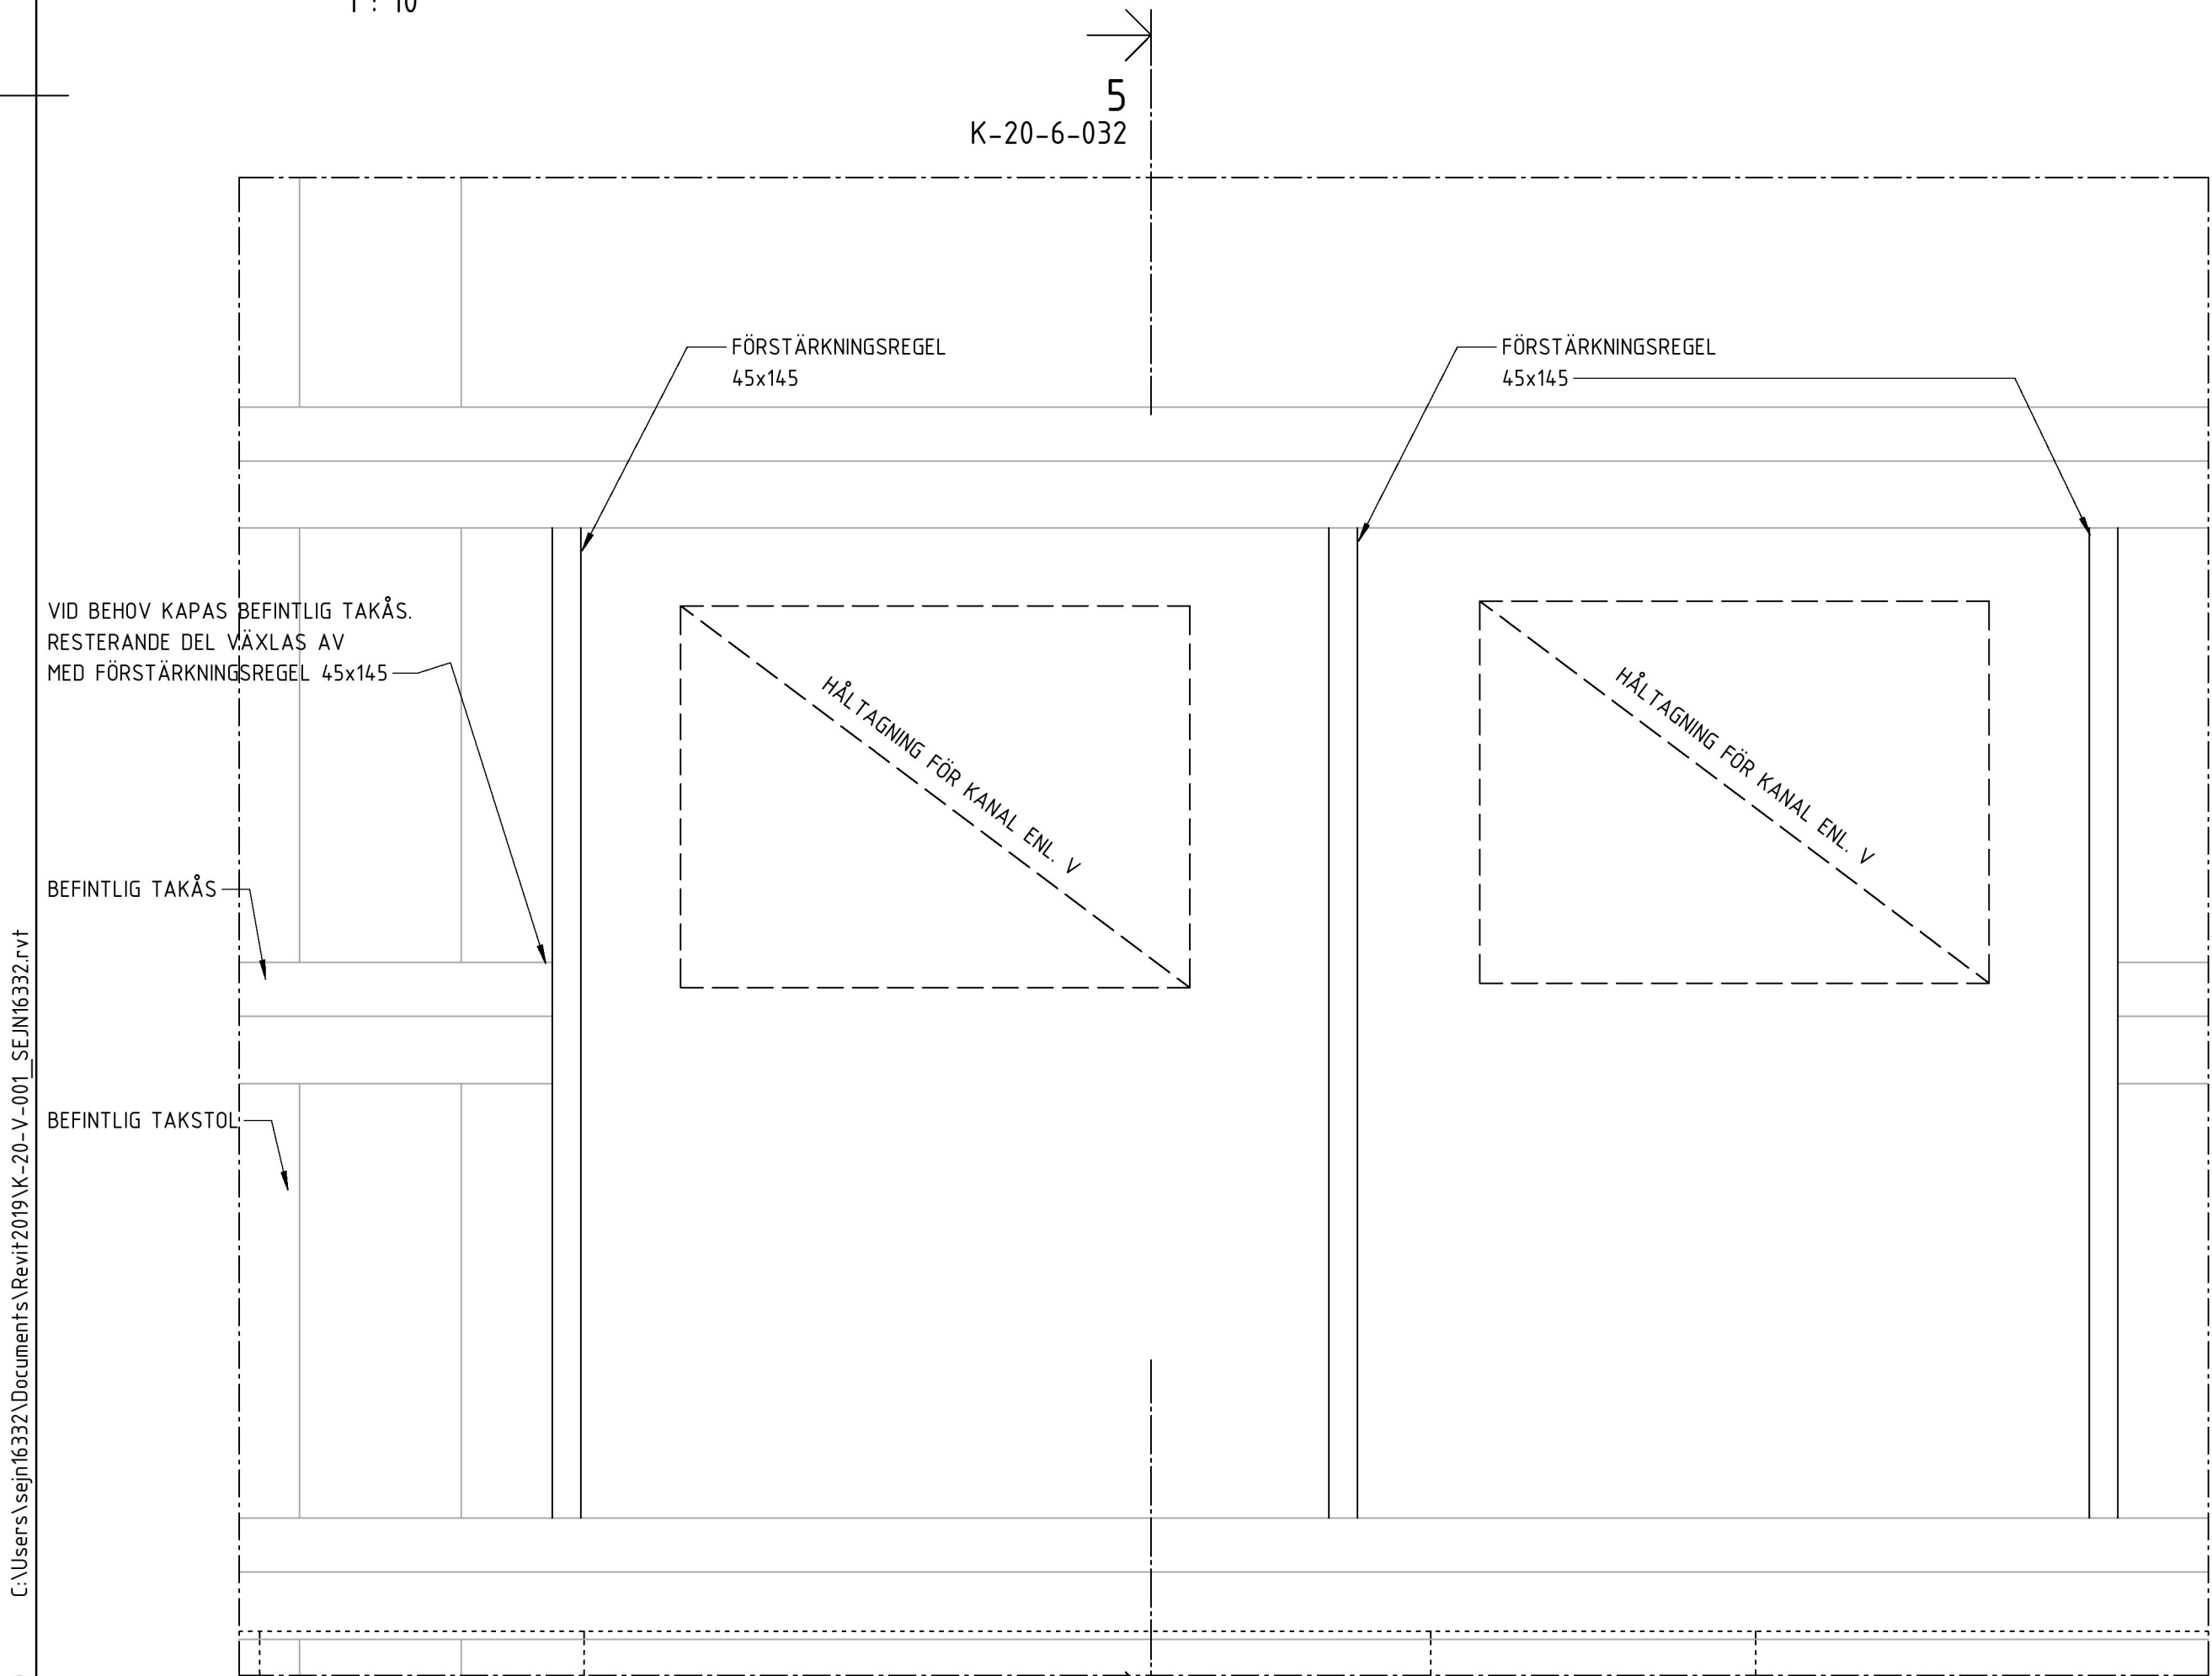 1 : 10
5
K-20-6-032
FÖRSTÄRKNINGSREGEL
45x145
FÖRSTÄRKNINGSREGEL
45x145
VID BEHOV KAPAS BEFINTLIG TAKÅS.
RESTERANDE DEL VÄXLAS AV
MED FÖRSTÄRKNINGSREGEL 45x145
HÅLTAGNING FÖR KANAL ENL. V
HÅLTAGNING FÖR KANAL ENL. V
BEFINTLIG TAKÅS
BEFINTLIG TAKSTOL
C:\Users\sejn16332\Documents\Revit2019\K-20-V-001_SEJN16332.rvt